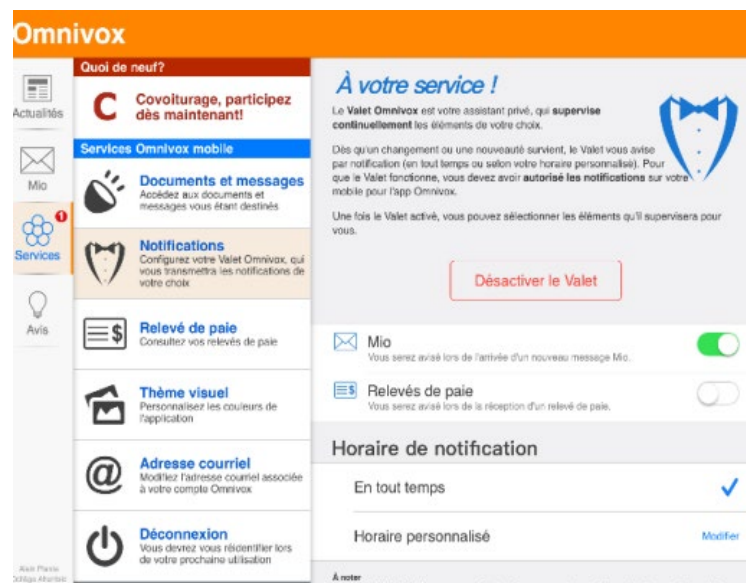 Omnivox
Actualités
Mio
1
Services
Avis
Quoi de neuf?
C
Covoiturage, participez
dès maintenant!
Services Omnivox mobile
Documents et messages
Accédez aux documents et
messages vous étant destinés
Notifications
Configurez votre Valet Omnivox, qui
vous transmettra les notifications de
votre choix
$
Relevé de paie
Consultez vos relevés de paie
Thème visuel
Personnalisez les couleurs de
l'application
@
Adresse courriel
Modifiez l'adresse courriel associée
à votre compte Omnivox
Déconnexion
Vous devrez vous réidentifier lors
de votre prochaine utilisation
À votre service !
Le Valet Omnivox est votre assistant privé, qui supervise
continuellement les éléments de votre choix.
Dès qu'un changement ou une nouveauté survient, le Valet vous avise
par notification (en tout temps ou selon votre horaire personnalisé). Pour
que le Valet fonctionne, vous devez avoir autorisé les notifications sur votre
mobile pour l'app Omnivox.
Une fois le Valet activé, vous pouvez sélectionner les éléments qu'il supervisera pour
vous.
Désactiver le Valet
Mio
Vous serez avisé lors de l'arrivée d'un nouveau message Mio.
$
Relevés de paie
Vous serez avisé lors de la réception d'un relevé de paie.
Horaire de notification
En tout temps
Horaire personnalisé
Modifier
À noter